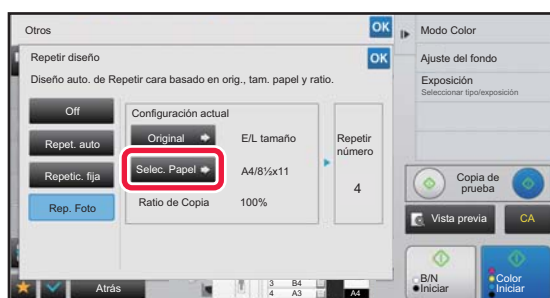 Otros
OK
Repetir diseño
OK
Diseño auto. de Repetir cara basado en orig., tam. papel y ratio.
Off
Repet. auto
Repetic. fija
Rep. Foto
Configuración actual
Original
E/L tamaño
Selec. Papel
A4/8½x11
Ratio de Copia
100%
Repetir
número
4
Atrás
3 B4
4 A3
A4
Modo Color
Ajuste del fondo
Exposición
Seleccionar tipo/exposición
Copia de
prueba
Vista previa
CA
B/N
Iniciar
Color
Iniciar